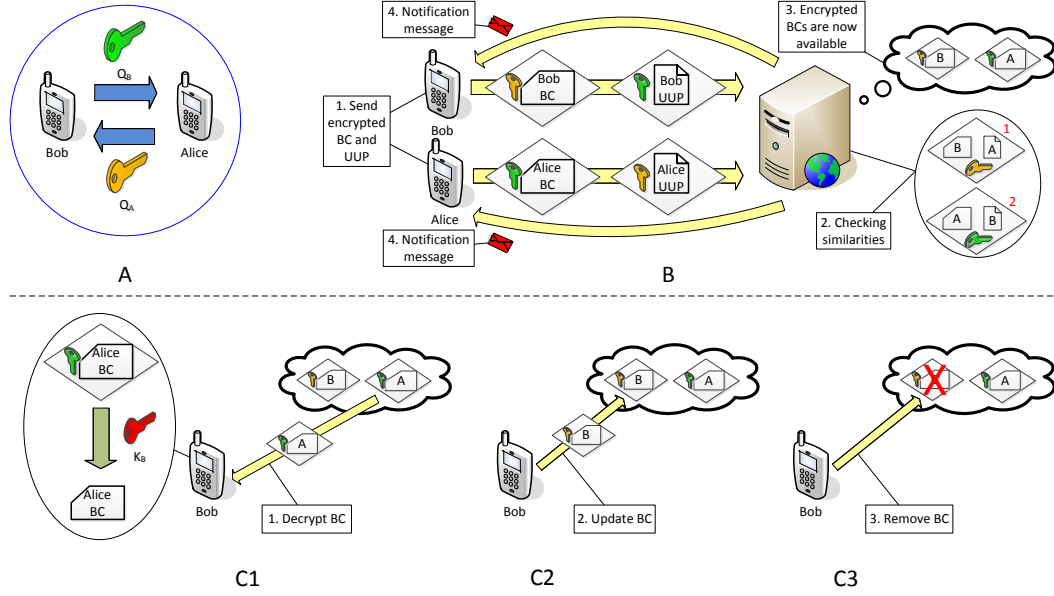 Q_B
Bob
Alice
Q_A
A
4. Notification
message
1. Send
encrypted
BC and
UUP
Bob
Alice
4. Notification
message
Bob
BC
Bob
UUP
Alice
BC
Alice
UUP
3. Encrypted
BCs are now
available
B
A
1
B
A
2
A
B
2. Checking
similarities
B
Alice
BC
K_B
Alice
BC
B
A
A
Bob
1. Decrypt BC
C1
B
A
B
Bob
2. Update BC
C2
X
A
Bob
3. Remove BC
C3